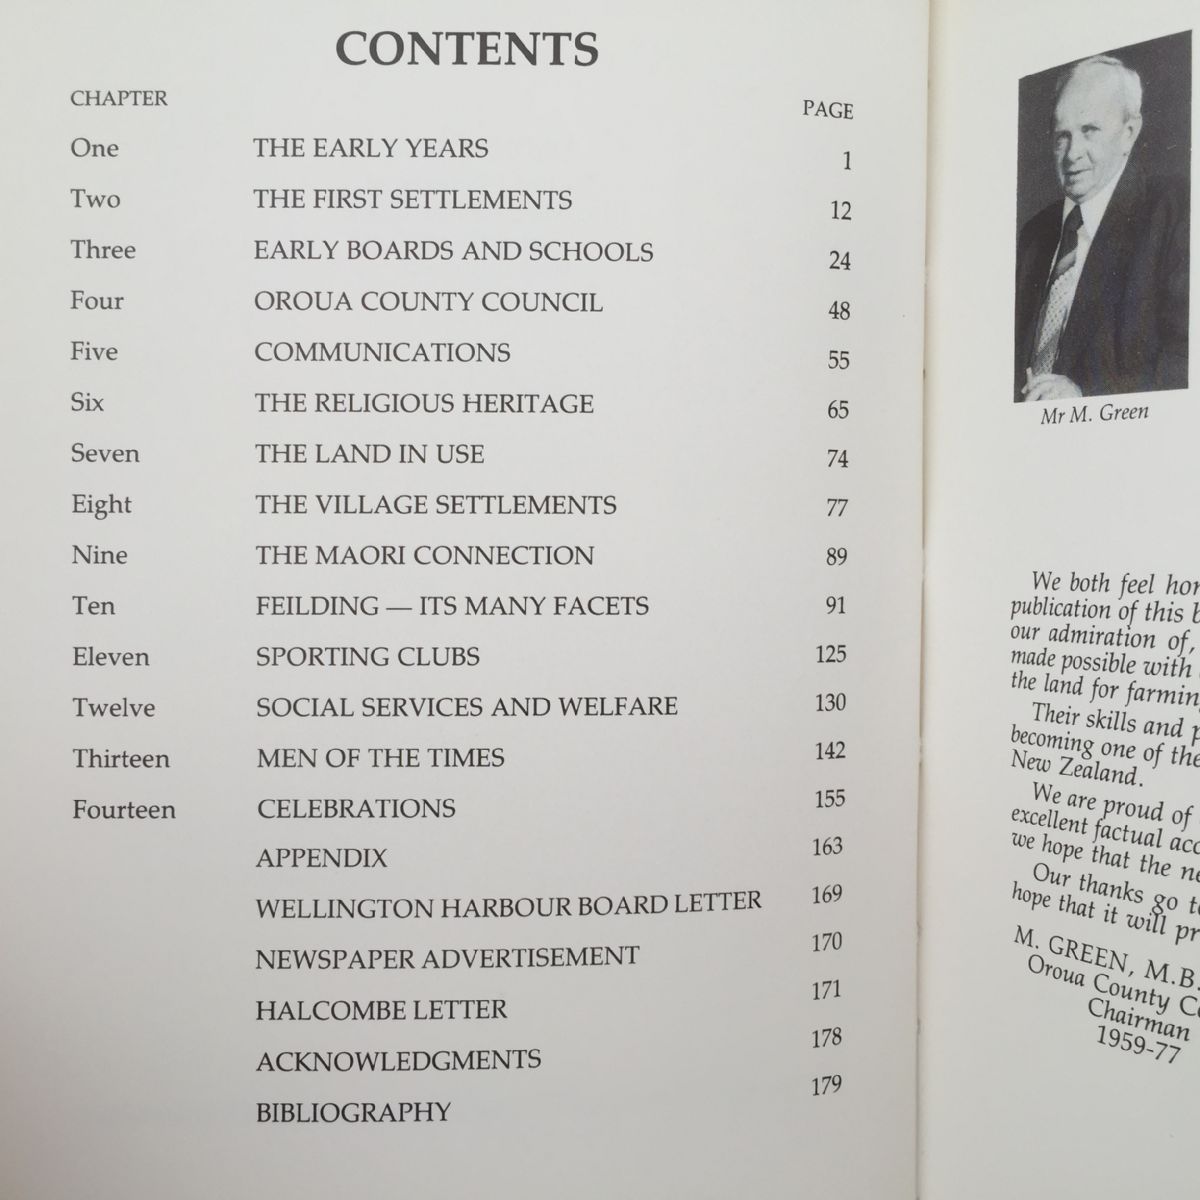 CONTENTS
CHAPTER PAGE
One THE EARLY YEARS 1
Two THE FIRST SETTLEMENTS 12
Three EARLY BOARDS AND SCHOOLS 24
Four OROUA COUNTY COUNCIL 48
Five COMMUNICATIONS 55
Six THE RELIGIOUS HERITAGE 65
Seven THE LAND IN USE 74
Eight THE VILLAGE SETTLEMENTS 77
Nine THE MAORI CONNECTION 89
Ten FEILDING — ITS MANY FACETS 91
Eleven SPORTING CLUBS 125
Twelve SOCIAL SERVICES AND WELFARE 130
Thirteen MEN OF THE TIMES 142
Fourteen CELEBRATIONS 155
APPENDIX 163
WELLINGTON HARBOUR BOARD LETTER 169
NEWSPAPER ADVERTISEMENT 170
HALCOMBE LETTER 171
ACKNOWLEDGMENTS 178
BIBLIOGRAPHY 179
Mr M. Green
We both feel
publication of this
our admiration of,
made possible with
the land for
Their skills and
becoming one of the
New Zealand.
We are proud of
excellent factual
we hope that the
Our thanks go
hope that it will
M. GREEN, M.B.
Oroua County
Chairman
1959-77